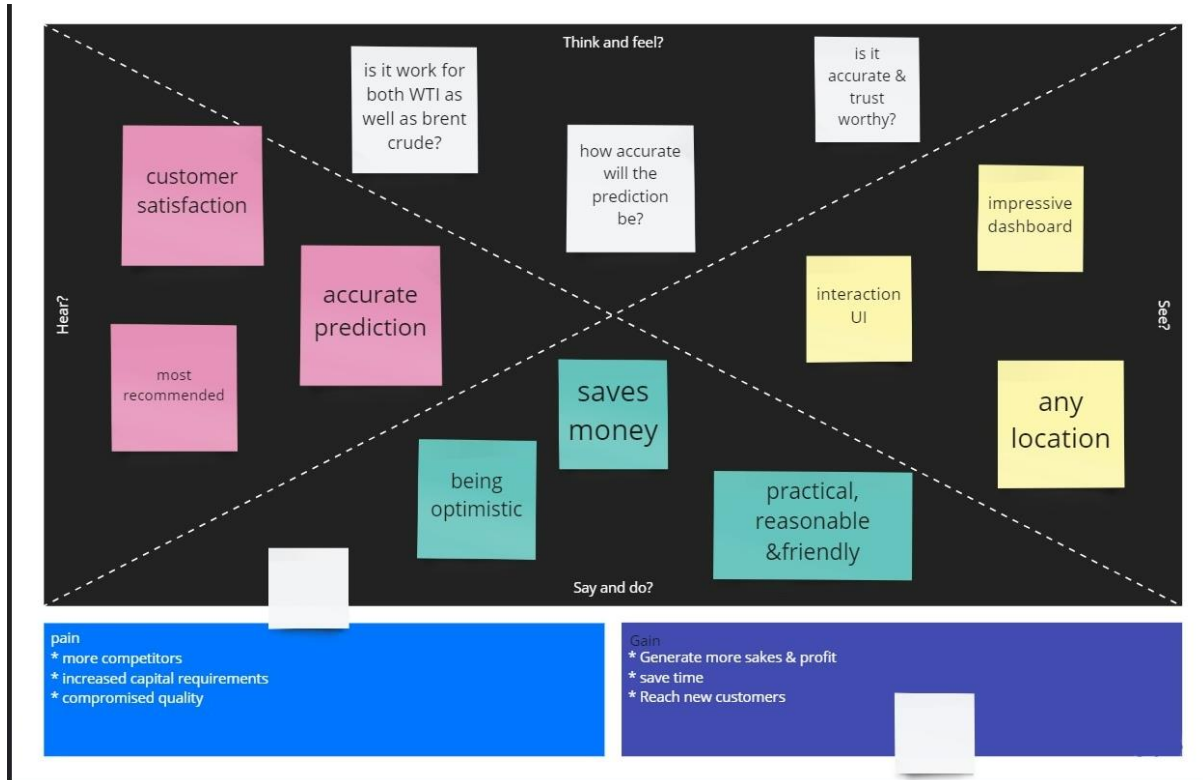 Think and feel?
is it work for
both WTI as
well as brent
crude?
how accurate
will the
prediction
be?
is it
accurate &
trust
worthy?
Hear?
customer
satisfaction
accurate
prediction
most
recommended
See?
impressive
dashboard
interaction
UI
any
location
saves
money
being
optimistic
practical,
reasonable
&friendly
Say and do?
pain
* more competitors
* increased capital requirements
* compromised quality
Gain
* Generate more sakes & profit
* save time
* Reach new customers